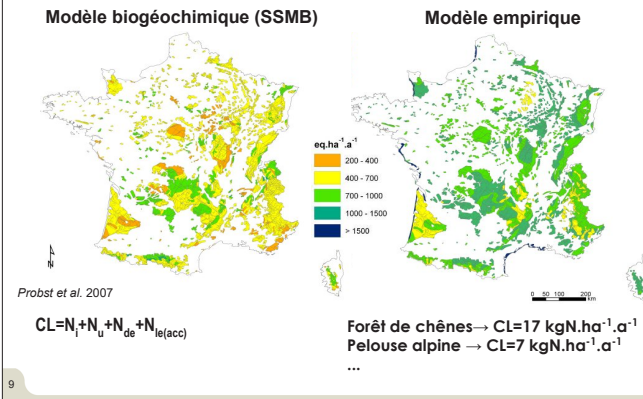 Modèle biogéochimique (SSMB)
Modèle empirique
eq.ha⁻¹.a⁻¹
200 - 400
400 - 700
700 - 1000
1000 - 1500
> 1500
N
0 50 100 200
km
Probst et al. 2007
CL=Nᵢ+Nᵤ+N_de+N_le(acc)
Forêt de chênes→ CL=17 kgN.ha⁻¹.a⁻¹
Pelouse alpine → CL=7 kgN.ha⁻¹.a⁻¹
...
9